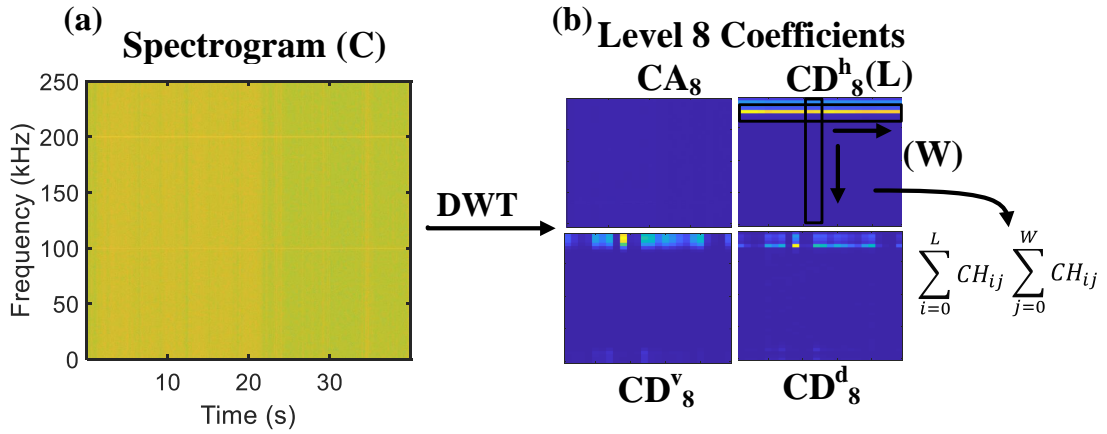 (a)
Spectrogram (C)
250
200
150
100
50
0
Frequency (kHz)
10
20
30
Time (s)
DWT
(b)
Level 8 Coefficients
CA₈
CDʰ₈(L)
(W)
CDᵛ₈
CDᵈ₈
L
W
∑ CHᵢⱼ ∑ CHᵢⱼ
i=0
j=0